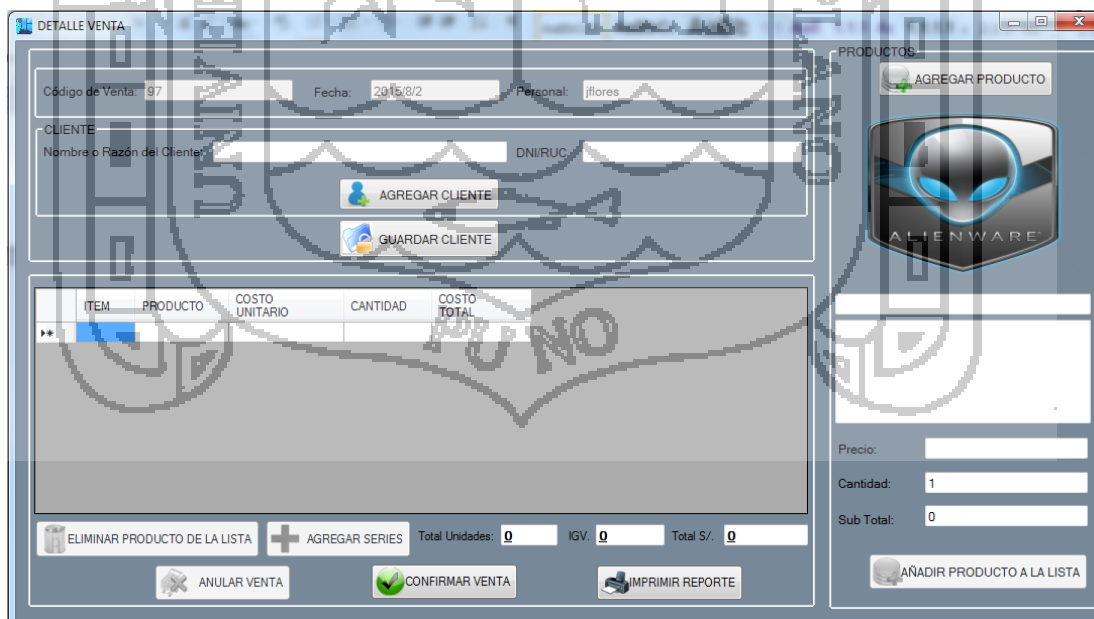 DETALLE VENTA
Código de Venta: 97
Fecha: 2015/8/2
Personal: jflores
CLIENTE
Nombre o Razón del Cliente:
DNI/RUC
AGREGAR CLIENTE
GUARDAR CLIENTE
ITEM PRODUCTO COSTO UNITARIO CANTIDAD COSTO TOTAL
ELIMINAR PRODUCTO DE LA LISTA
AGREGAR SERIES
Total Unidades: 0
IGV. 0
Total S/. 0
ANULAR VENTA
CONFIRMAR VENTA
IMPRIMIR REPORTE
PRODUCTOS
AGREGAR PRODUCTO
ALIENWARE
Precio:
Cantidad: 1
Sub Total: 0
AÑADIR PRODUCTO A LA LISTA